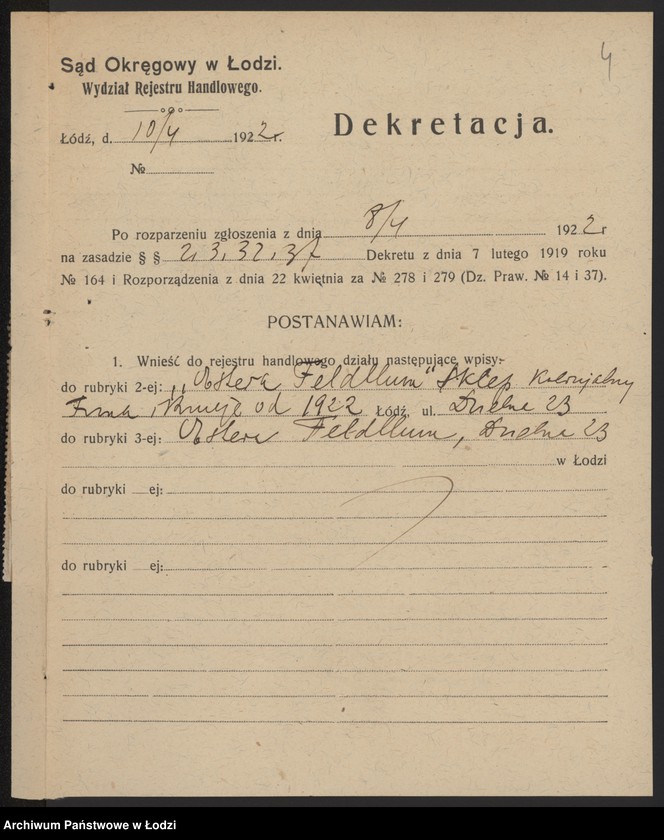 4
Sąd Okręgowy w Łodzi.
Wydział Rejestru Handlowego.
Dekretacja.
Łódź, d. 10/4 1922 r.
№
Po rozparzeniu zgłoszenia z dnia 8/4 1922 r
na zasadzie § § 2, 3, 32, Dekretu z dnia 7 lutego 1919 roku
№ 164 i Rozporządzenia z dnia 22 kwiętnia za № 278 i 279 (Dz. Praw. № 14 i 37).
POSTANAWIAM:
1. Wnieść do rejestru handlowego działu następujące wpisy:
do rubryki 2-ej: „Estera Feldblum" Sklep kolonjalny
Firma istnieje od 1922 Łódź, ul. Dzielna 23
do rubryki 3-ej: Estera Feldblum, Dzielna 23
w Łodzi
do rubryki ej:
do rubryki ej:
Archiwum Państwowe w Łodzi